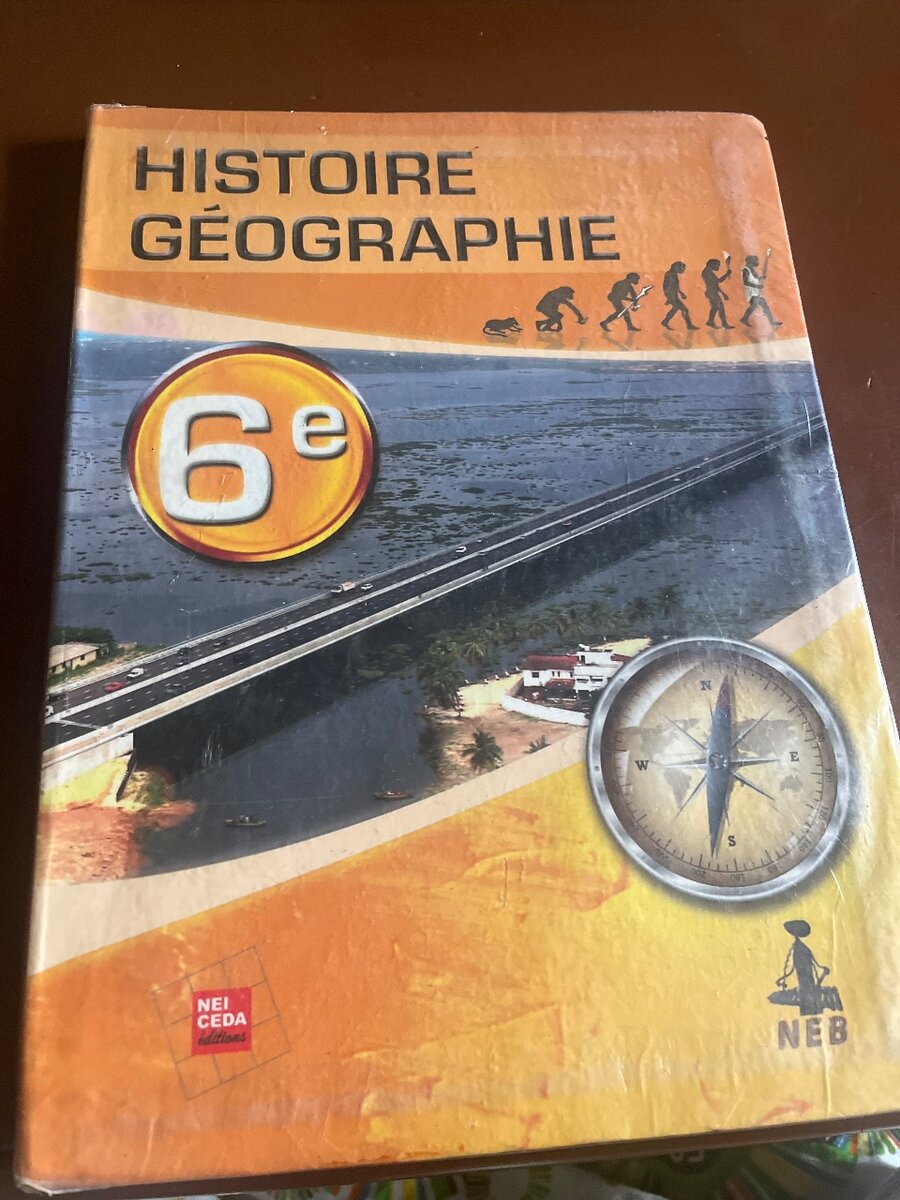 HISTOIRE
GÉOGRAPHIE
6e
N
W
E
S
NEI
CEDA
éditions
NEB